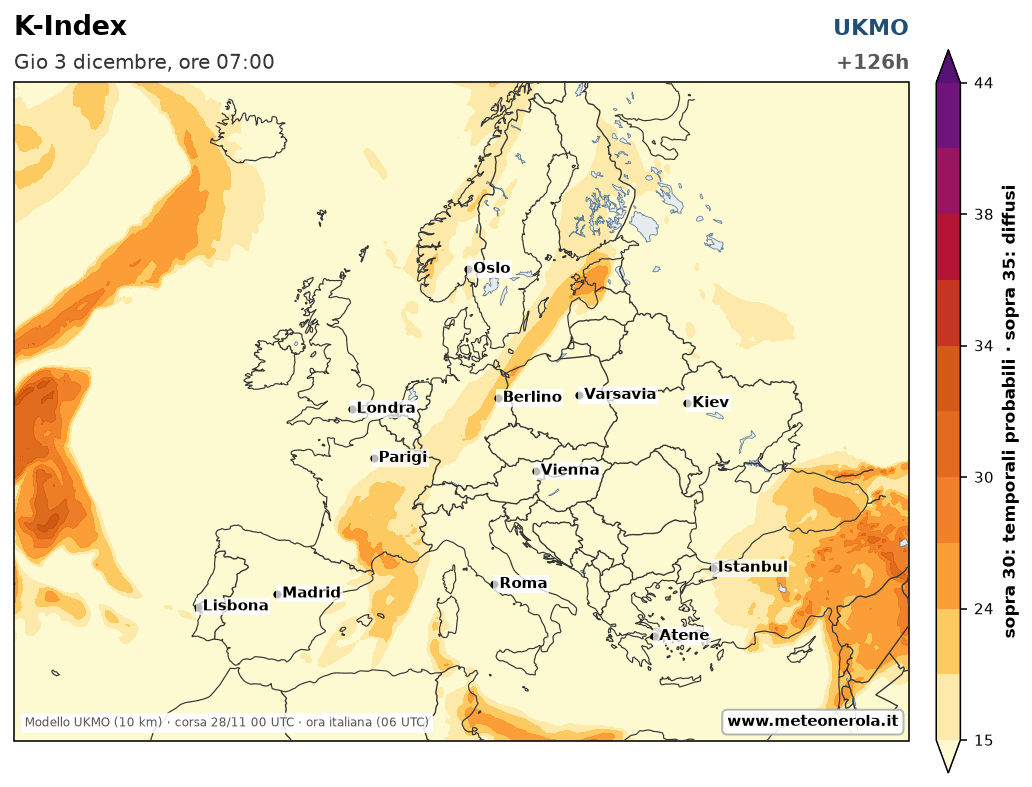 K-Index
UKMO
Gio 3 dicembre, ore 07:00
+126h
44
38
34
30
24
15
sopra 30: temporali probabili · sopra 35: diffusi
Oslo
Berlino
Varsavia
Kiev
Londra
Parigi
Vienna
Istanbul
Roma
Madrid
Lisbona
Atene
Modello UKMO (10 km) · corsa 28/11 00 UTC · ora italiana (06 UTC)
www.meteonerola.it